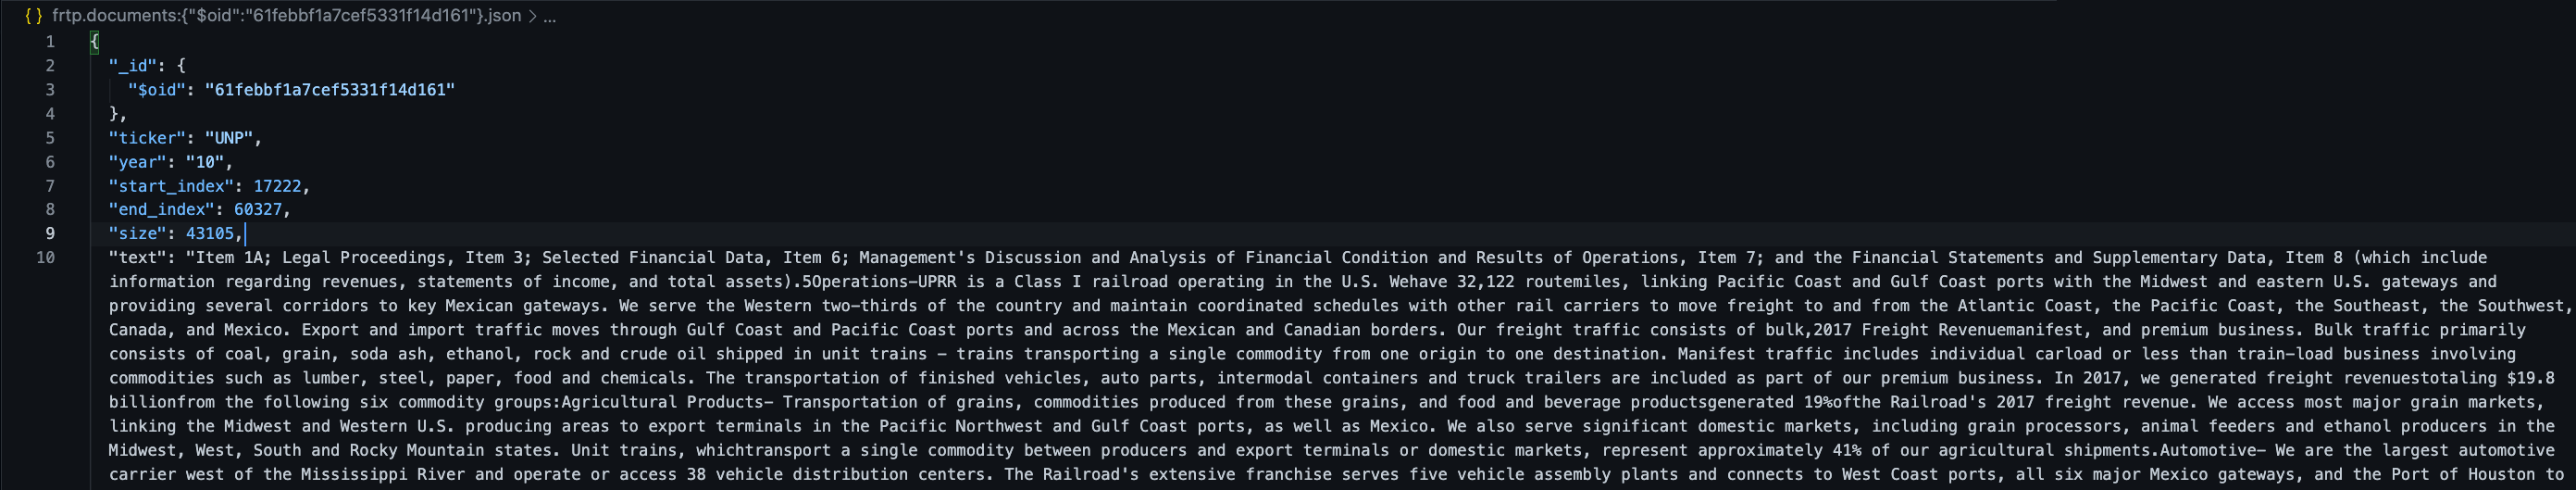 { } frtp.documents:{"$oid":"61febbf1a7cef5331f14d161"}.json > ...
1 {
2 "_id": {
3 "$oid": "61febbf1a7cef5331f14d161"
4 },
5 "ticker": "UNP",
6 "year": "10",
7 "start_index": 17222,
8 "end_index": 60327,
9 "size": 43105,
10 "text": "Item 1A; Legal Proceedings, Item 3; Selected Financial Data, Item 6; Management's Discussion and Analysis of Financial Condition and Results of Operations, Item 7; and the Financial Statements and Supplementary Data, Item 8 (which include
information regarding revenues, statements of income, and total assets).5Operations-UPRR is a Class I railroad operating in the U.S. Wehave 32,122 routemiles, linking Pacific Coast and Gulf Coast ports with the Midwest and eastern U.S. gateways and
providing several corridors to key Mexican gateways. We serve the Western two-thirds of the country and maintain coordinated schedules with other rail carriers to move freight to and from the Atlantic Coast, the Pacific Coast, the Southeast, the Southwest,
Canada, and Mexico. Export and import traffic moves through Gulf Coast and Pacific Coast ports and across the Mexican and Canadian borders. Our freight traffic consists of bulk,2017 Freight Revenuemanifest, and premium business. Bulk traffic primarily
consists of coal, grain, soda ash, ethanol, rock and crude oil shipped in unit trains – trains transporting a single commodity from one origin to one destination. Manifest traffic includes individual carload or less than train-load business involving
commodities such as lumber, steel, paper, food and chemicals. The transportation of finished vehicles, auto parts, intermodal containers and truck trailers are included as part of our premium business. In 2017, we generated freight revenuestotaling $19.8
billionfrom the following six commodity groups:Agricultural Products– Transportation of grains, commodities produced from these grains, and food and beverage productsgenerated 19%ofthe Railroad's 2017 freight revenue. We access most major grain markets,
linking the Midwest and Western U.S. producing areas to export terminals in the Pacific Northwest and Gulf Coast ports, as well as Mexico. We also serve significant domestic markets, including grain processors, animal feeders and ethanol producers in the
Midwest, West, South and Rocky Mountain states. Unit trains, whichtransport a single commodity between producers and export terminals or domestic markets, represent approximately 41% of our agricultural shipments.Automotive– We are the largest automotive
carrier west of the Mississippi River and operate or access 38 vehicle distribution centers. The Railroad's extensive franchise serves five vehicle assembly plants and connects to West Coast ports, all six major Mexico gateways, and the Port of Houston to